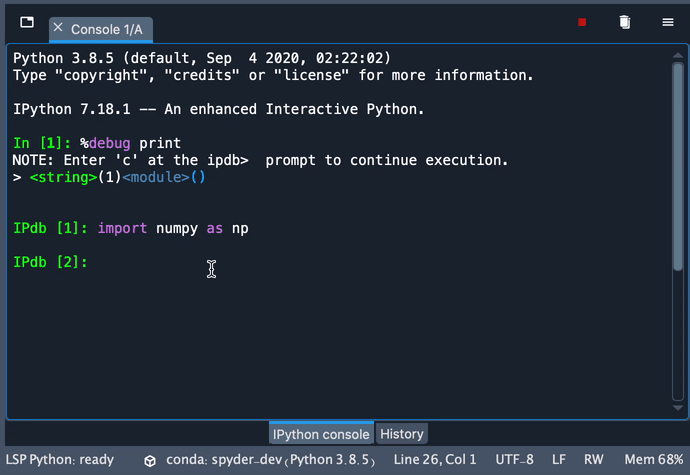 Console 1/A
Python 3.8.5 (default, Sep  4 2020, 02:22:02)
Type "copyright", "credits" or "license" for more information.
IPython 7.18.1 -- An enhanced Interactive Python.
In [1]: %debug print
NOTE: Enter 'c' at the ipdb>  prompt to continue execution.
> <string>(1)<module>()
IPdb [1]: import numpy as np
IPdb [2]:
IPython console History
LSP Python: ready conda: spyder-dev (Python 3.8.5) Line 26, Col 1 UTF-8 LF RW Mem 68%